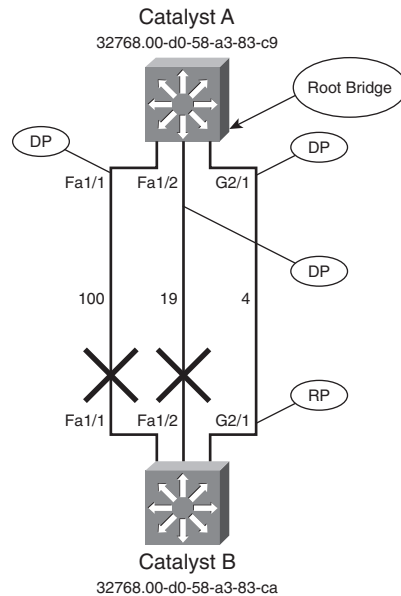 Catalyst A
32768.00-d0-58-a3-83-c9
Root Bridge
DP
DP
Fa1/1 Fa1/2 G2/1
DP
100 19 4
RP
Fa1/1 Fa1/2 G2/1
Catalyst B
32768.00-d0-58-a3-83-ca